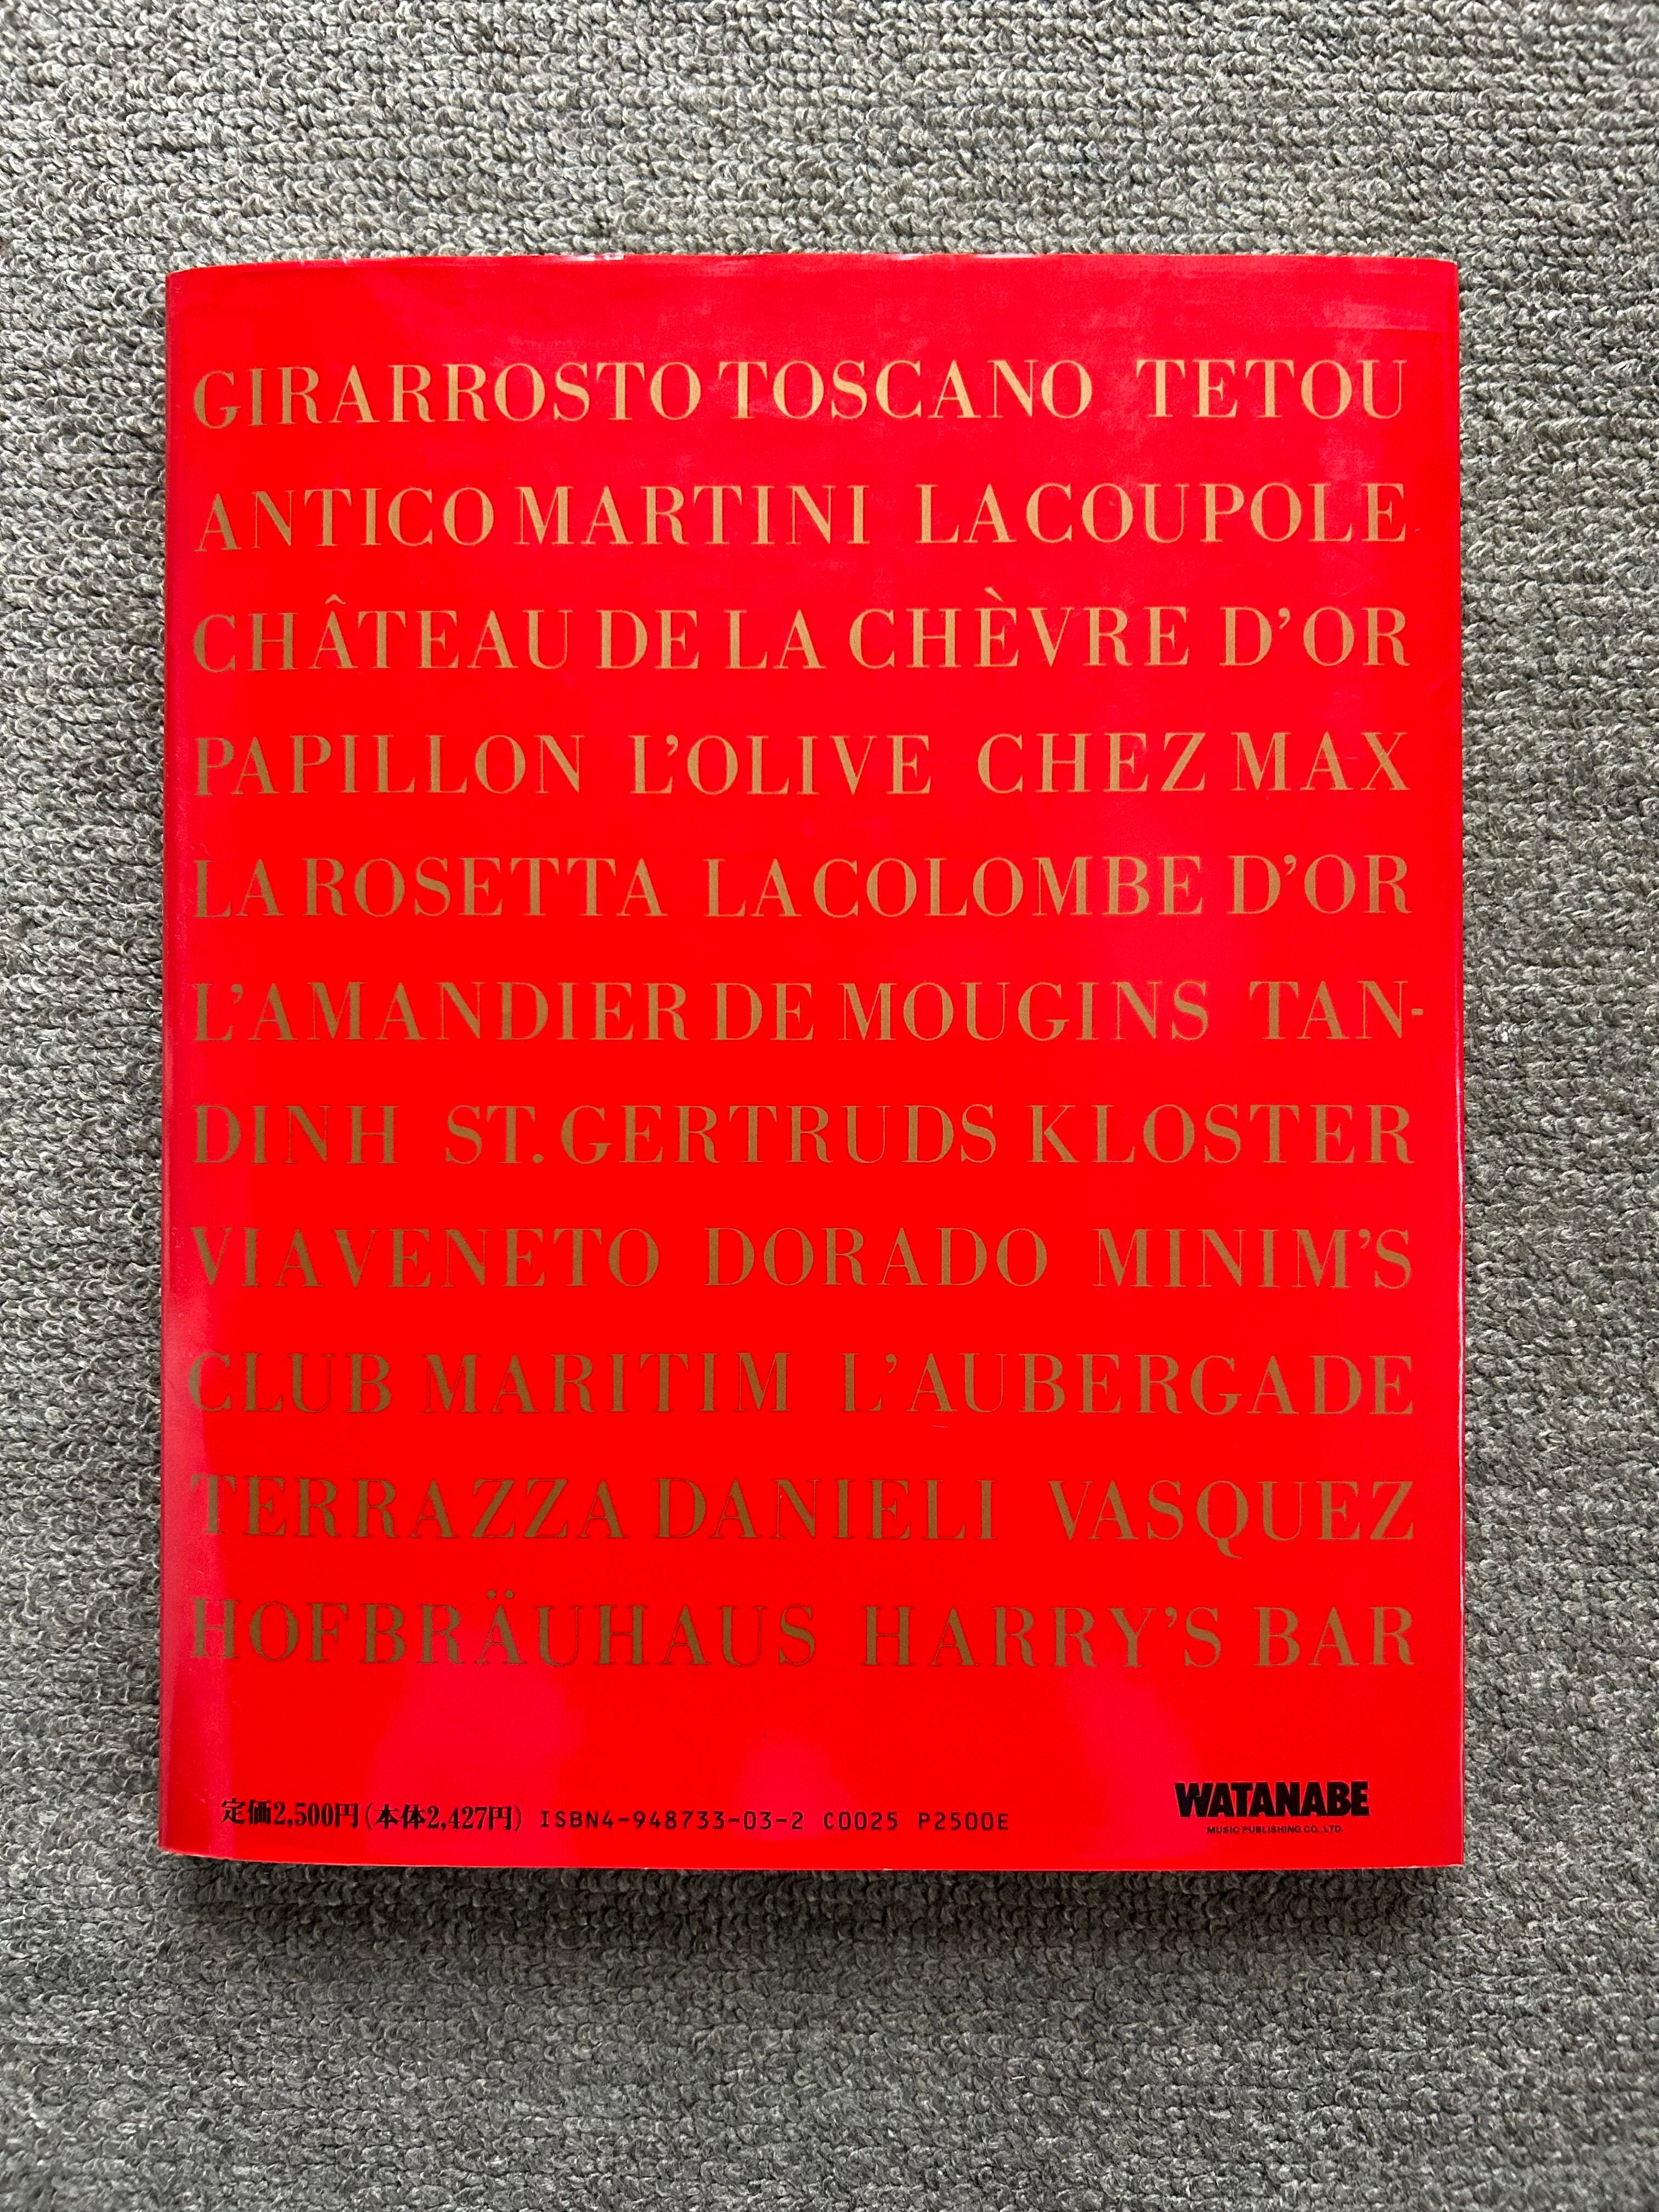 GIRARROSTO TOSCANO TETOU
ANTICO MARTINI LA COUPOLE
CHÂTEAU DE LA CHÈVRE D'OR
PAPILLON L'OLIVE CHEZ MAX
LA ROSETTA LA COLOMBE D'OR
L'AMANDIER DE MOUGINS TAN-
DINH ST. GERTRUDS KLOSTER
VIA VENETO DORADO MINIM'S
CLUB MARITIM L'AUBERGADE
TERRAZZA DANIELI VASQUEZ
HOFBRÄUHAUS HARRY'S BAR
定価2,500円(本体2,427円) ISBN4-948733-03-2 C0025 P2500E
WATANABE
MUSIC PUBLISHING CO.,LTD.